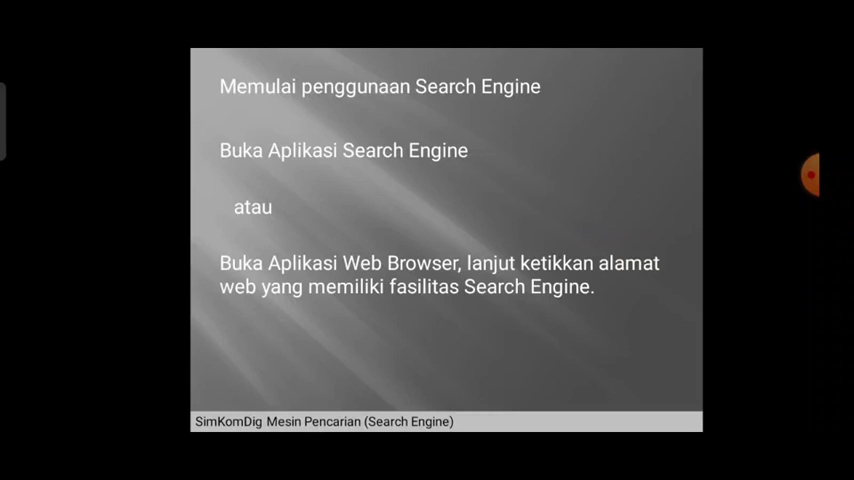 Memulai penggunaan Search Engine
Buka Aplikasi Search Engine
atau
Buka Aplikasi Web Browser, lanjut ketikkan alamat
web yang memiliki fasilitas Search Engine.
SimKomDig Mesin Pencarian (Search Engine)